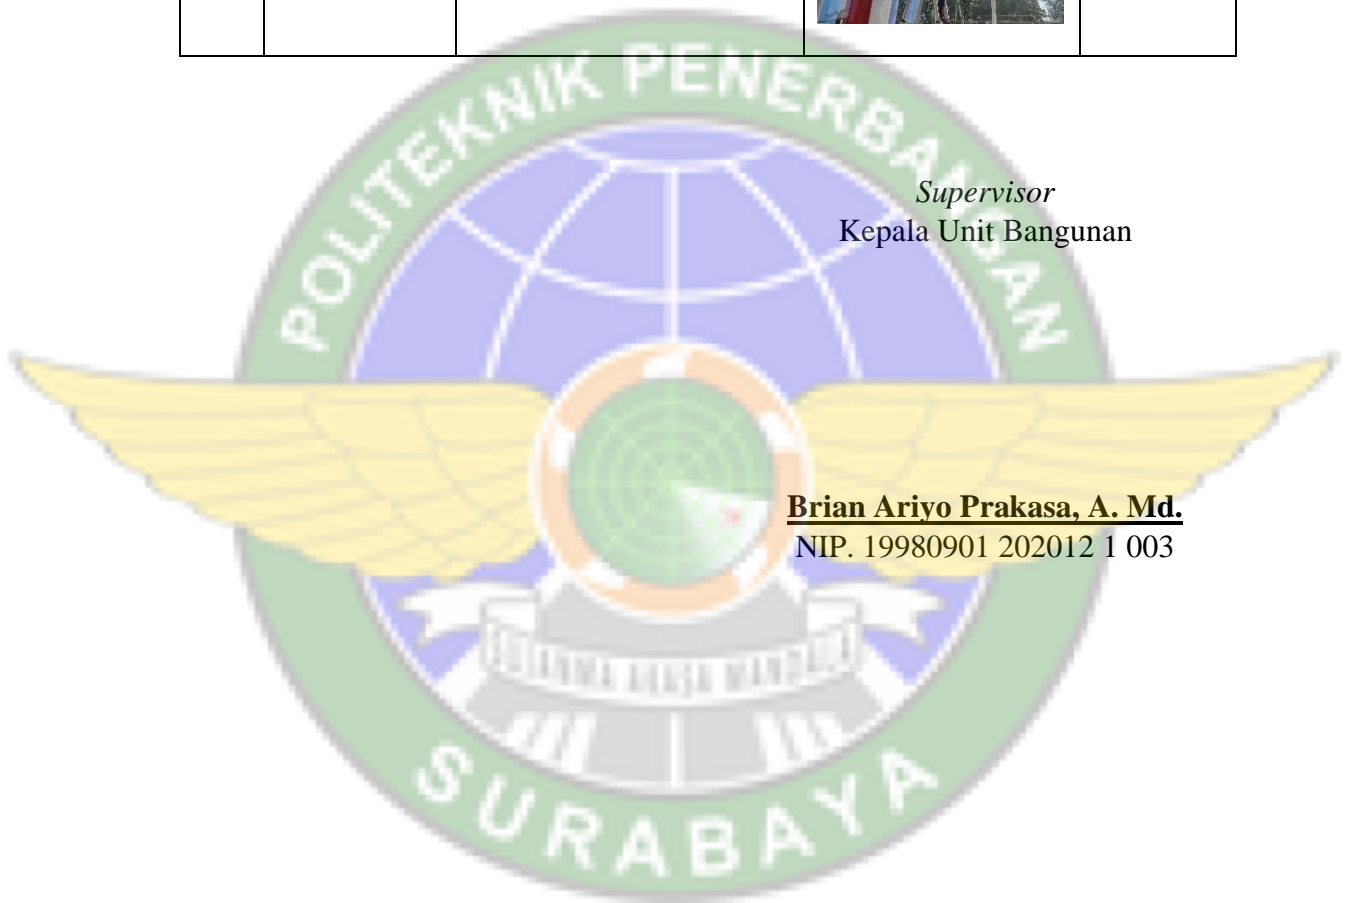 POLITEKNIK PENERBANGAN
Supervisor
Kepala Unit Bangunan
Brian Ariyo Prakasa, A. Md.
NIP. 19980901 202012 1 003
SURABAYA